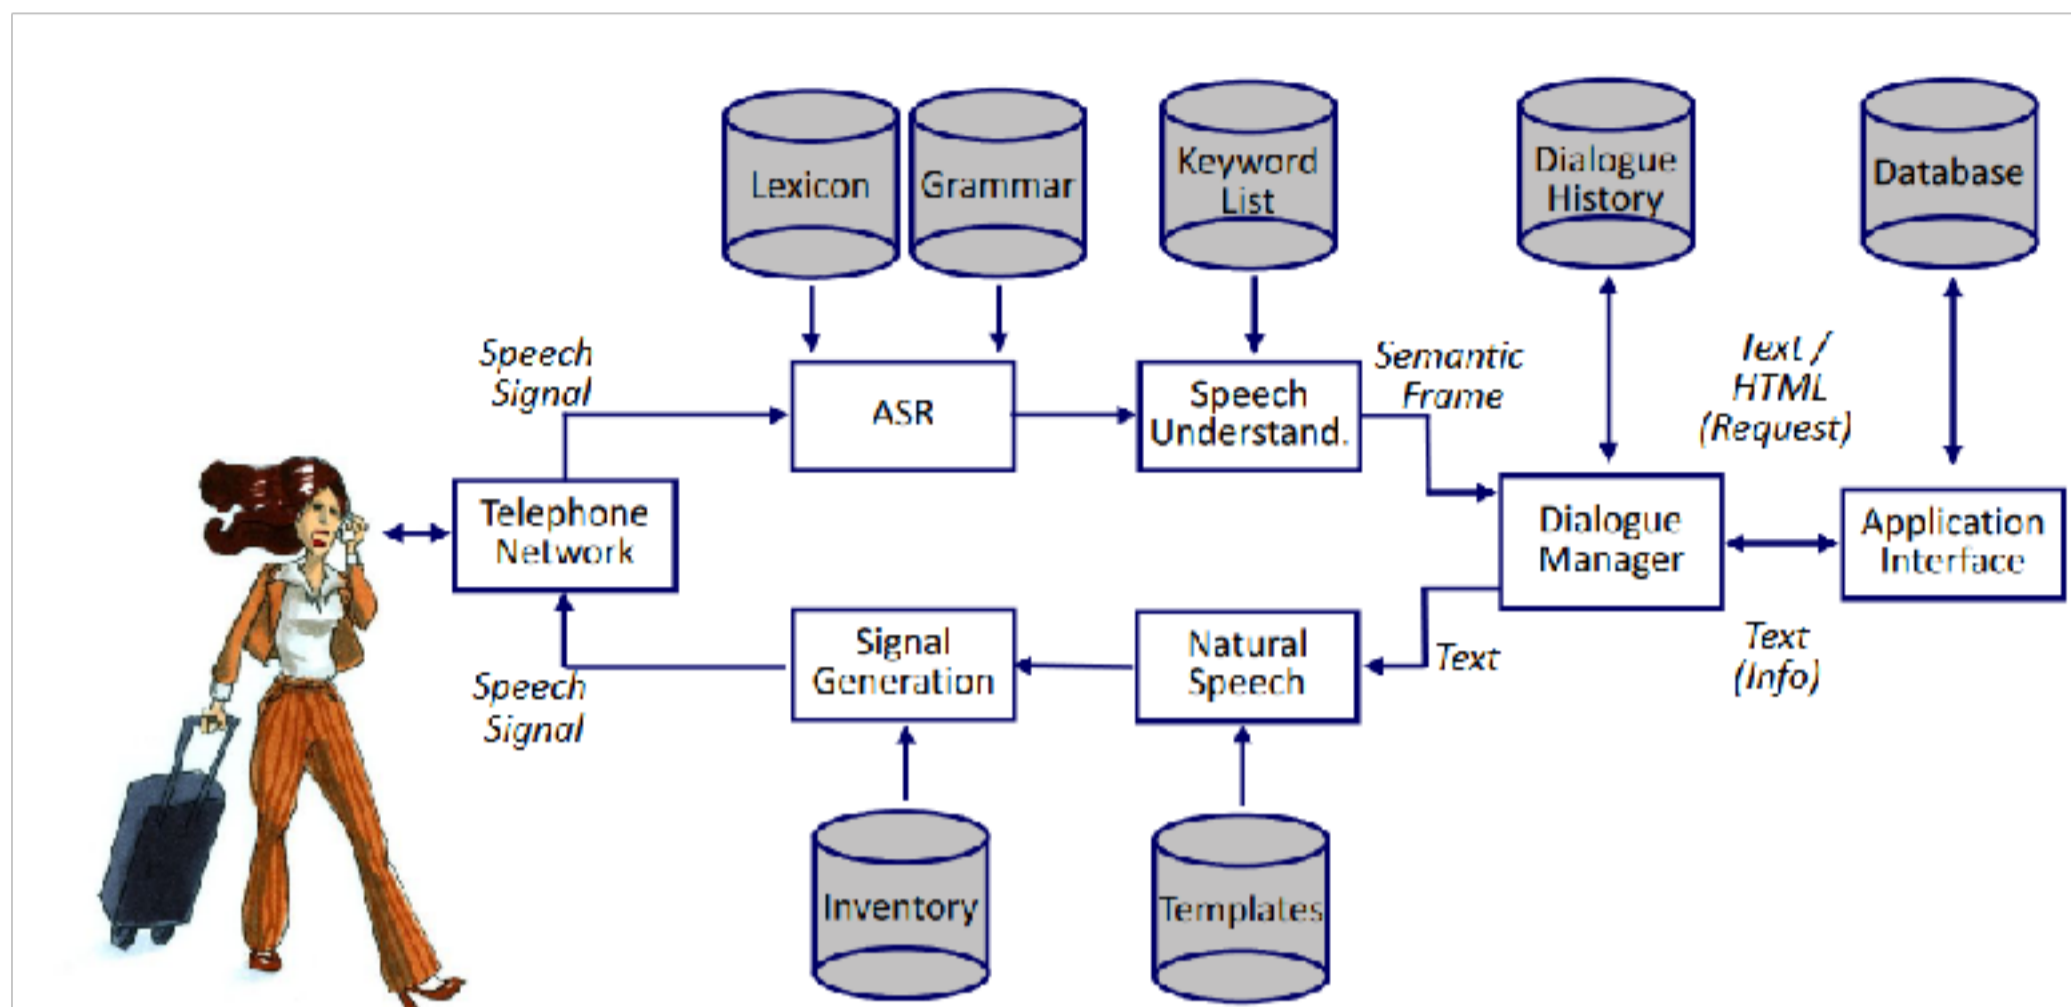 Lexicon
Grammar
Keyword
List
Dialogue
History
Database
Speech
Signal
ASR
Speech
Understand.
Semantic
Frame
Text /
HTML
(Request)
Telephone
Network
Dialogue
Manager
Application
Interface
Signal
Generation
Natural
Speech
Text
Text
(Info)
Speech
Signal
Inventory
Templates